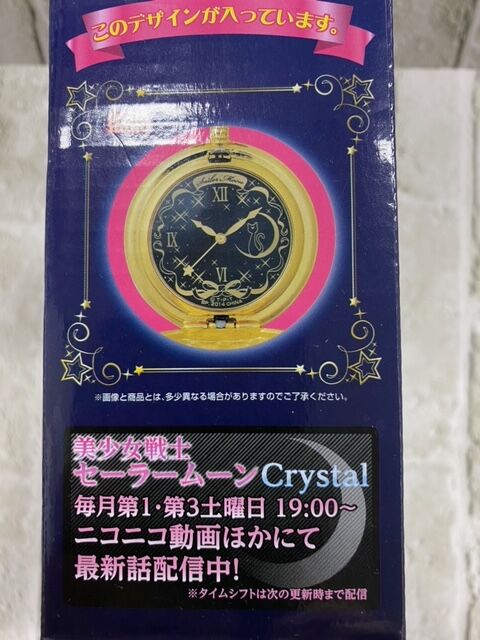 このデザインが入っています。
Sailor Moon
XII
IX
VI
© T・P・T
2014 CHINA
※画像と商品とは、多少異なる場合がありますのでご了承ください。
美少女戦士
セーラームーンCrystal
毎月第1・第3土曜日 19:00~
ニコニコ動画ほかにて
最新話配信中!
※タイムシフトは次の更新時まで配信